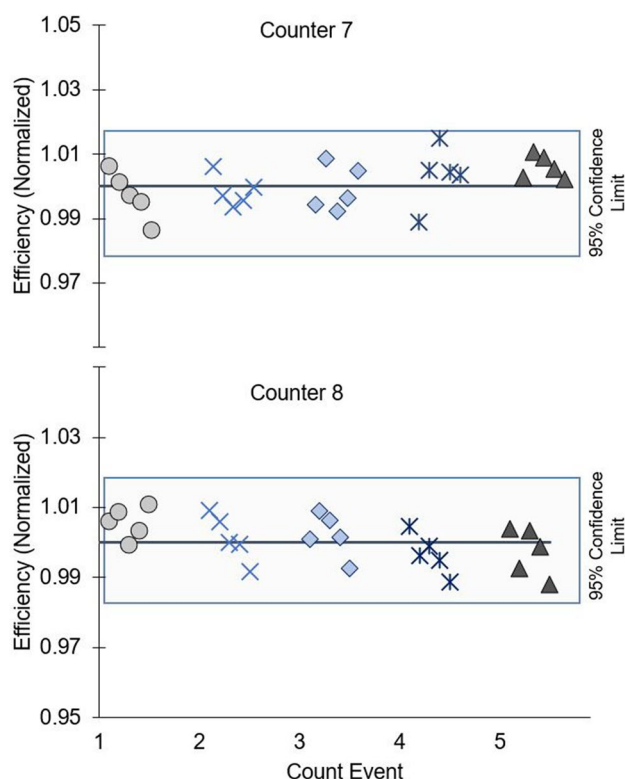 Counter 7
Efficiency (Normalized)
1.05
1.03
1.01
0.99
0.97
95% Confidence
Limit
Counter 8
Efficiency (Normalized)
1.03
1.01
0.99
0.97
0.95
95% Confidence
Limit
1 2 3 4 5
Count Event